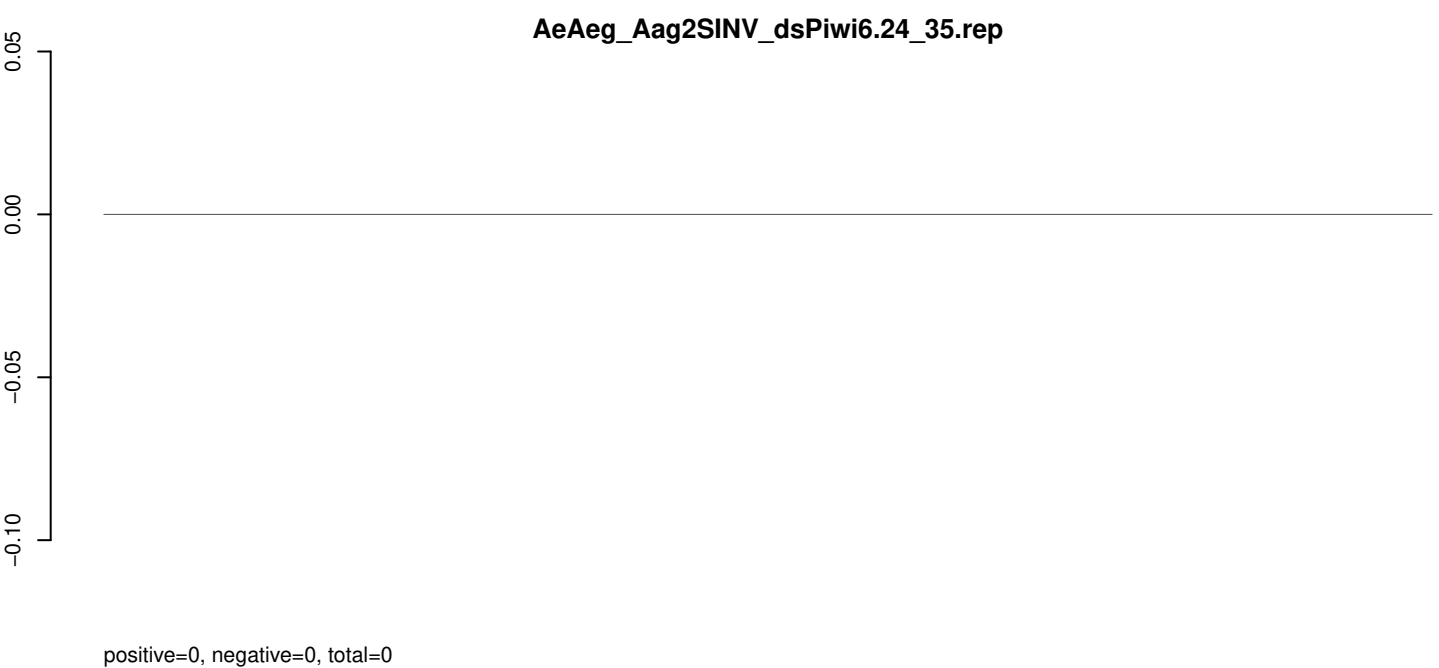 AeAeg_Aag2SINV_dsPiwi6.24_35.rep
0.05
0.00
−0.05
−0.10
positive=0, negative=0, total=0